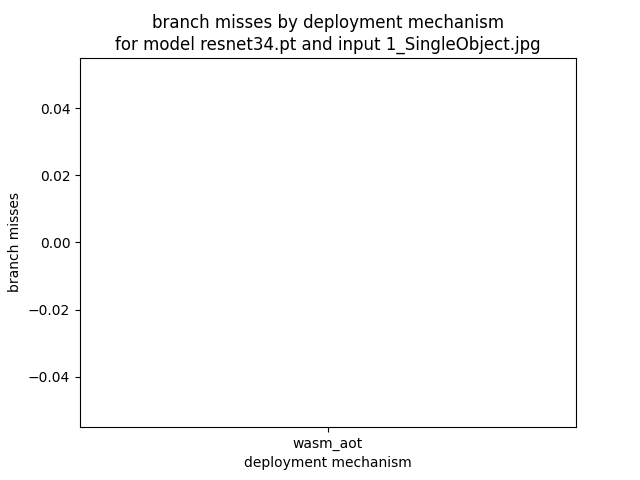 branch misses by deployment mechanism
for model resnet34.pt and input 1_SingleObject.jpg
0.04
0.02
0.00
−0.02
−0.04
branch misses
wasm_aot
deployment mechanism